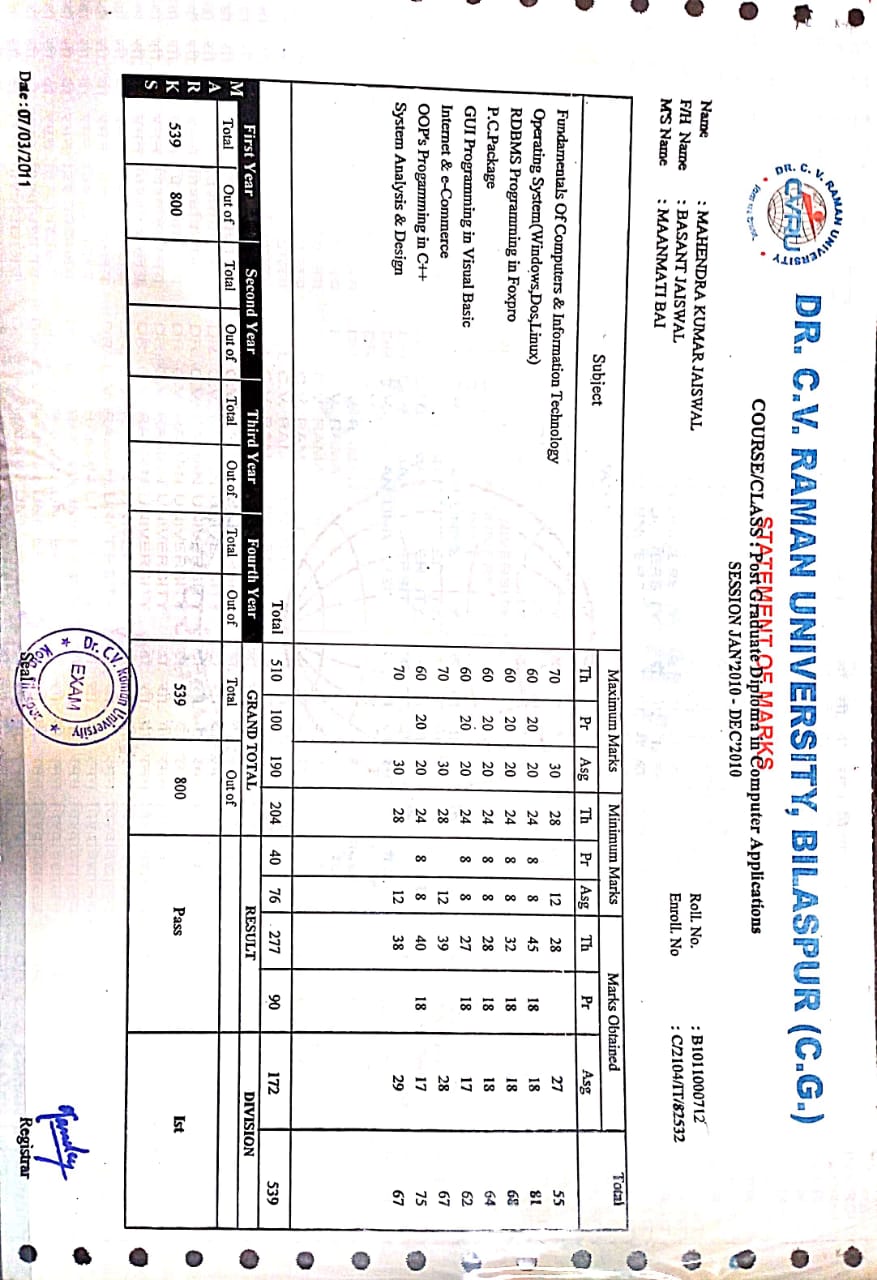 DR. C. V. RAMAN UNIVERSITY
CVRU
DR. C.V. RAMAN UNIVERSITY, BILASPUR (C.G.)
STATEMENT OF MARKS
COURSE/CLASS : Post Graduate Diploma in Computer Applications
SESSION JAN'2010 - DEC'2010
Name : MAHENDRA KUMAR JAISWAL Roll. No. : B1011000712
F/H Name : BASANT JAISWAL Enroll. No : C/2104/IT/82532
M'S Name : MAANMATI BAI
Subject Maximum Marks Minimum Marks Marks Obtained Total
Th Pr Asg Th Pr Asg Th Pr Asg
Fundamentals Of Computers & Information Technology 70 30 28 12 28 27 55
Operating System(Windows,Dos,Linux) 60 20 20 24 8 8 45 18 18 81
RDBMS Programming in Foxpro 60 20 20 24 8 8 32 18 18 68
P.C.Package 60 20 20 24 8 8 28 18 18 64
GUI Programming in Visual Basic 60 20 20 24 8 8 27 18 17 62
Internet & e-Commerce 70 30 28 12 39 28 67
OOP's Progamming in C++ 60 20 20 24 8 8 40 18 17 75
System Analysis & Design 70 30 28 12 38 29 67
Total 510 100 190 204 40 76 277 90 172 539
First Year Second Year Third Year Fourth Year GRAND TOTAL RESULT DIVISION
MARKS Total Out of Total Out of Total Out of Total Out of Total Out of
539 800 539 800 Pass Ist
Dr. C.V. Raman University
EXAM
Seal
Date : 07/03/2011
Registrar